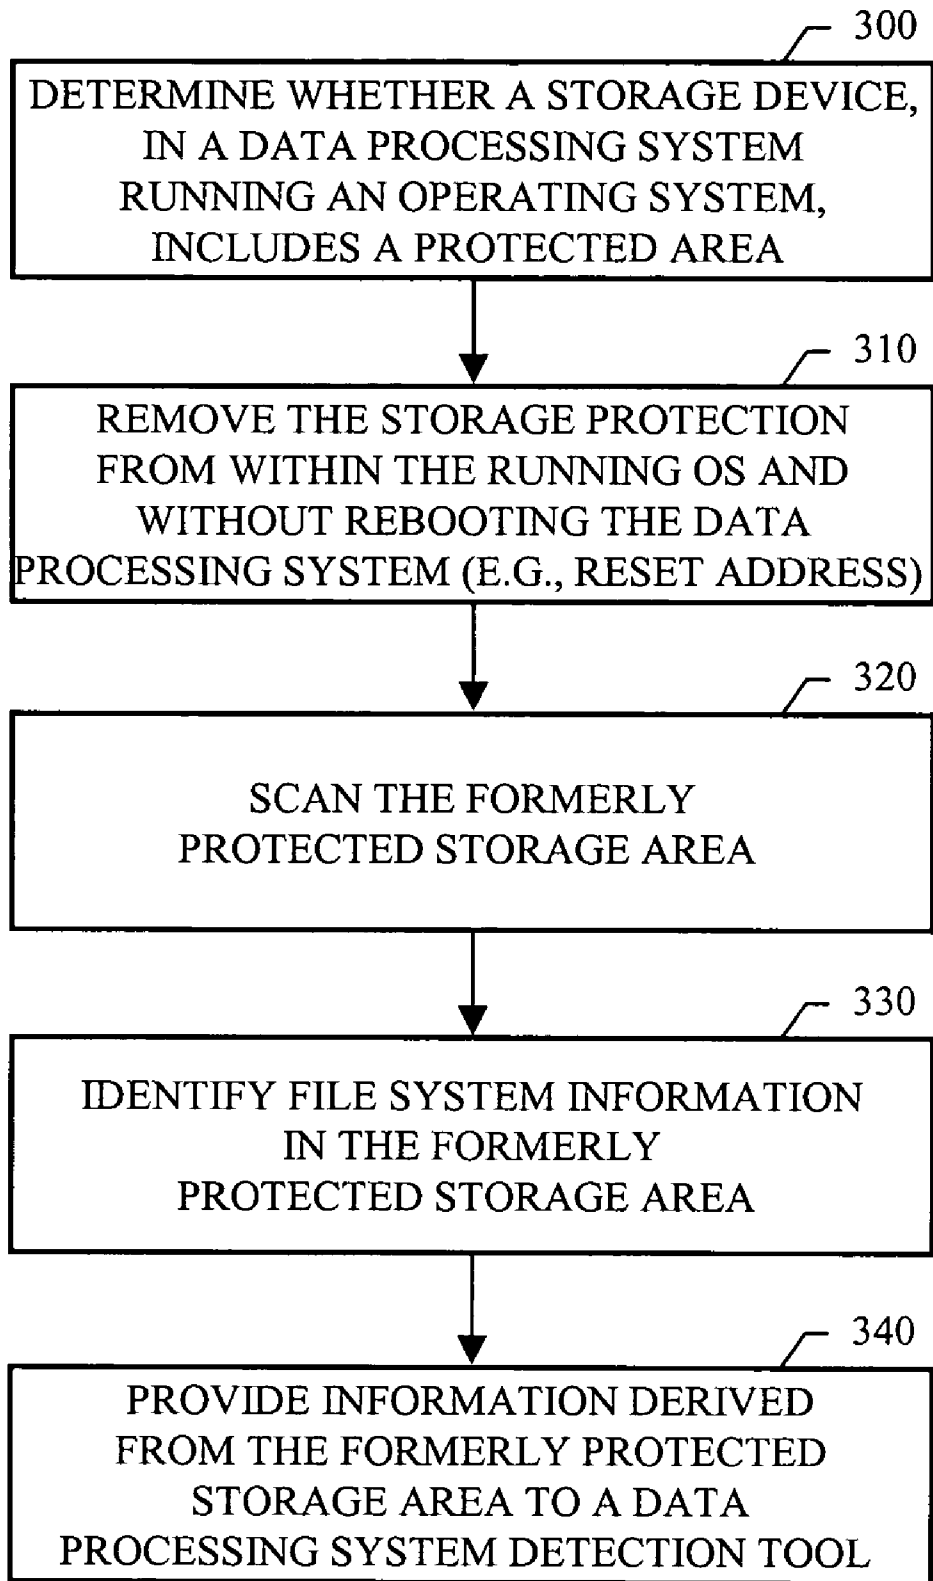 300
DETERMINE WHETHER A STORAGE DEVICE,
IN A DATA PROCESSING SYSTEM
RUNNING AN OPERATING SYSTEM,
INCLUDES A PROTECTED AREA
310
REMOVE THE STORAGE PROTECTION
FROM WITHIN THE RUNNING OS AND
WITHOUT REBOOTING THE DATA
PROCESSING SYSTEM (E.G., RESET ADDRESS)
320
SCAN THE FORMERLY
PROTECTED STORAGE AREA
330
IDENTIFY FILE SYSTEM INFORMATION
IN THE FORMERLY
PROTECTED STORAGE AREA
340
PROVIDE INFORMATION DERIVED
FROM THE FORMERLY PROTECTED
STORAGE AREA TO A DATA
PROCESSING SYSTEM DETECTION TOOL